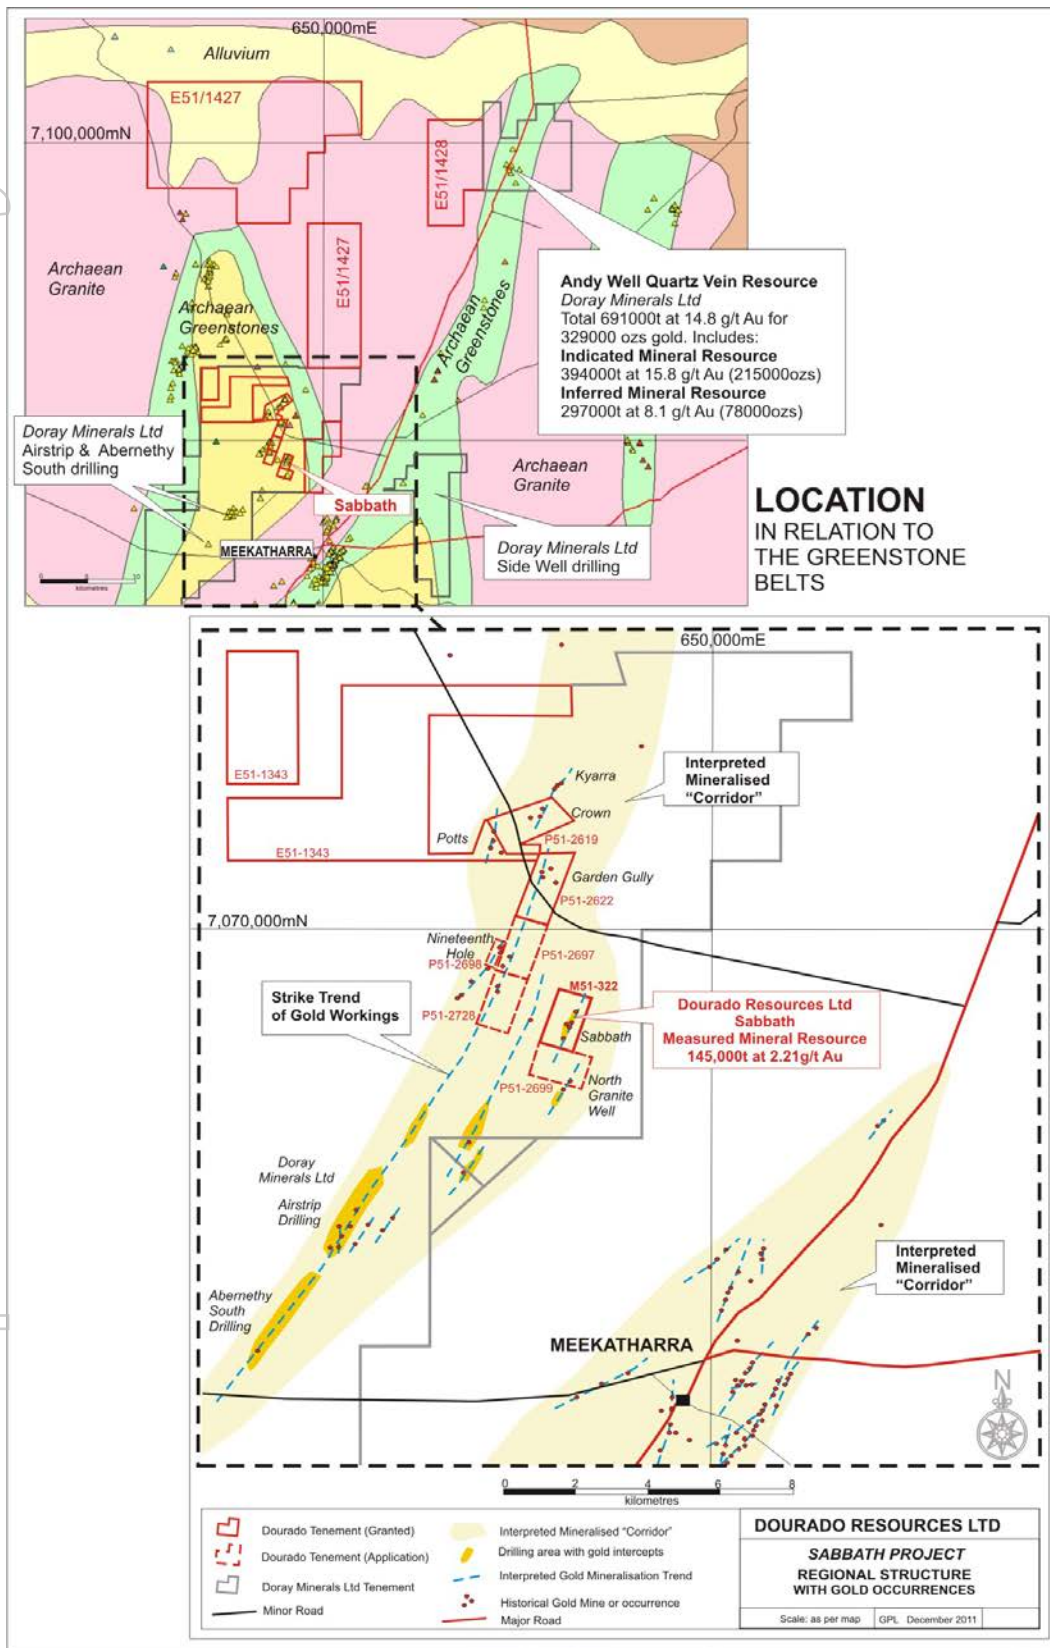 650,000mE
Alluvium
E51/1427
7,100,000mN
E51/1428
E51/1427
Archaean
Granite
Archaean
Greenstones
Archaean
Greenstones
Andy Well Quartz Vein Resource
Doray Minerals Ltd
Total 691000t at 14.8 g/t Au for
329000 ozs gold. Includes:
Indicated Mineral Resource
394000t at 15.8 g/t Au (215000ozs)
Inferred Mineral Resource
297000t at 8.1 g/t Au (78000ozs)
Doray Minerals Ltd
Airstrip & Abernethy
South drilling
Archaean
Granite
Sabbath
MEEKATHARRA
Doray Minerals Ltd
Side Well drilling
0 5 10
kilometres
LOCATION
IN RELATION TO
THE GREENSTONE
BELTS
650,000mE
E51-1343
Kyarra
Interpreted
Mineralised
“Corridor”
Crown
Potts
P51-2619
E51-1343
Garden Gully
P51-2622
7,070,000mN
Nineteenth
Hole
P51-2697
P51-2698
M51-322
Strike Trend
of Gold Workings
P51-2728
Dourado Resources Ltd
Sabbath
Measured Mineral Resource
145,000t at 2.21g/t Au
Sabbath
P51-2699
North
Granite
Well
Doray
Minerals Ltd
Airstrip
Drilling
Interpreted
Mineralised
“Corridor”
Abernethy
South
Drilling
MEEKATHARRA
N
0 2 4 6 8
kilometres
Dourado Tenement (Granted)
Dourado Tenement (Application)
Doray Minerals Ltd Tenement
Minor Road
Interpreted Mineralised “Corridor”
Drilling area with gold intercepts
Interpreted Gold Mineralisation Trend
Historical Gold Mine or occurrence
Major Road
DOURADO RESOURCES LTD
SABBATH PROJECT
REGIONAL STRUCTURE
WITH GOLD OCCURRENCES
Scale: as per map GPL December 2011